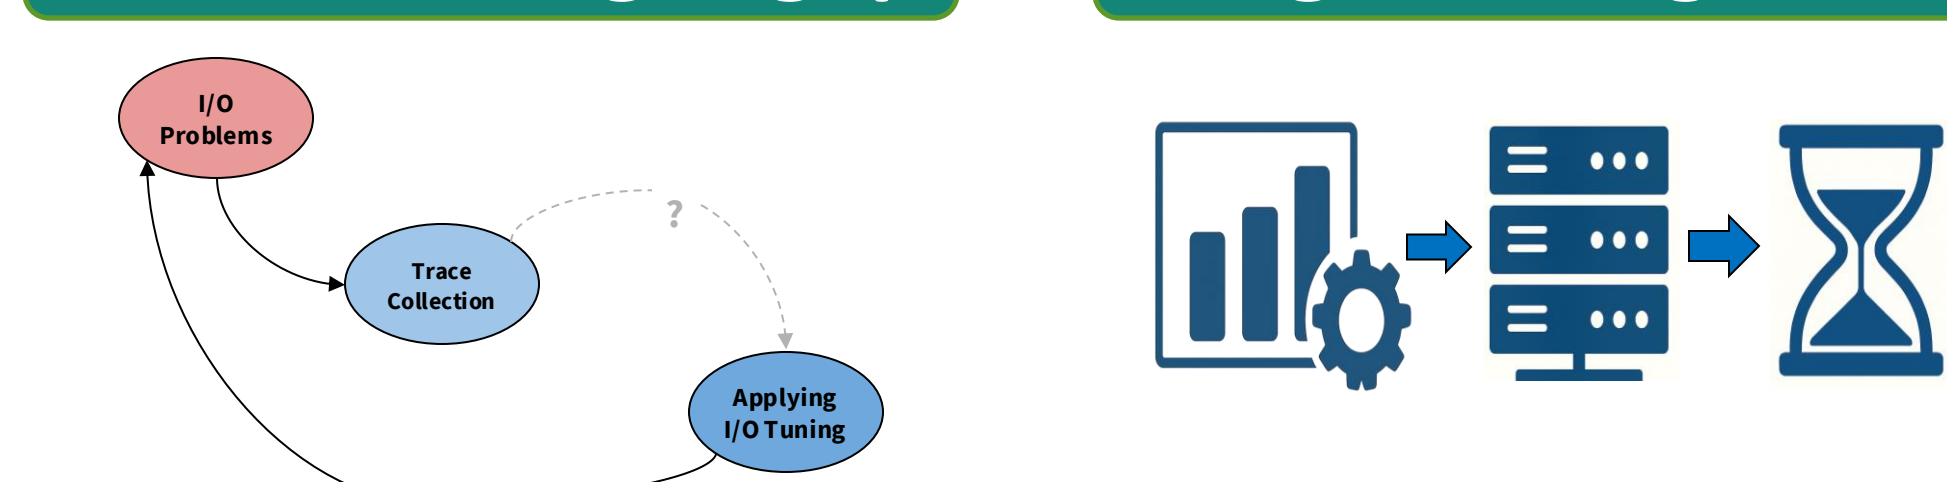 I/O
Problems
?
Trace
Collection
Applying
I/O Tuning